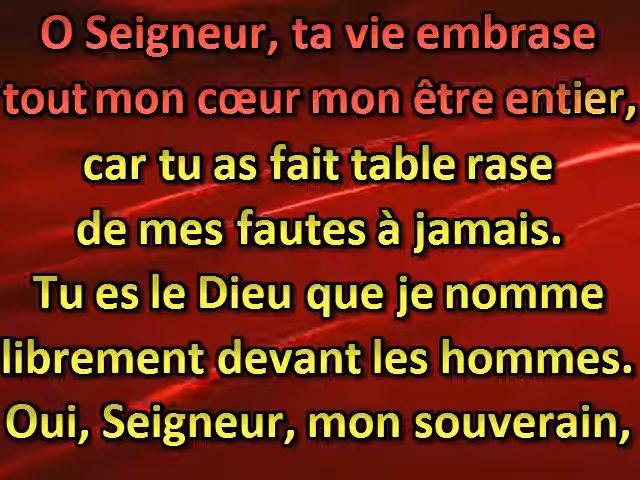 O Seigneur, ta vie embrase
tout mon cœur mon être entier,
car tu as fait table rase
de mes fautes à jamais.
Tu es le Dieu que je nomme
librement devant les hommes.
Oui, Seigneur, mon souverain,